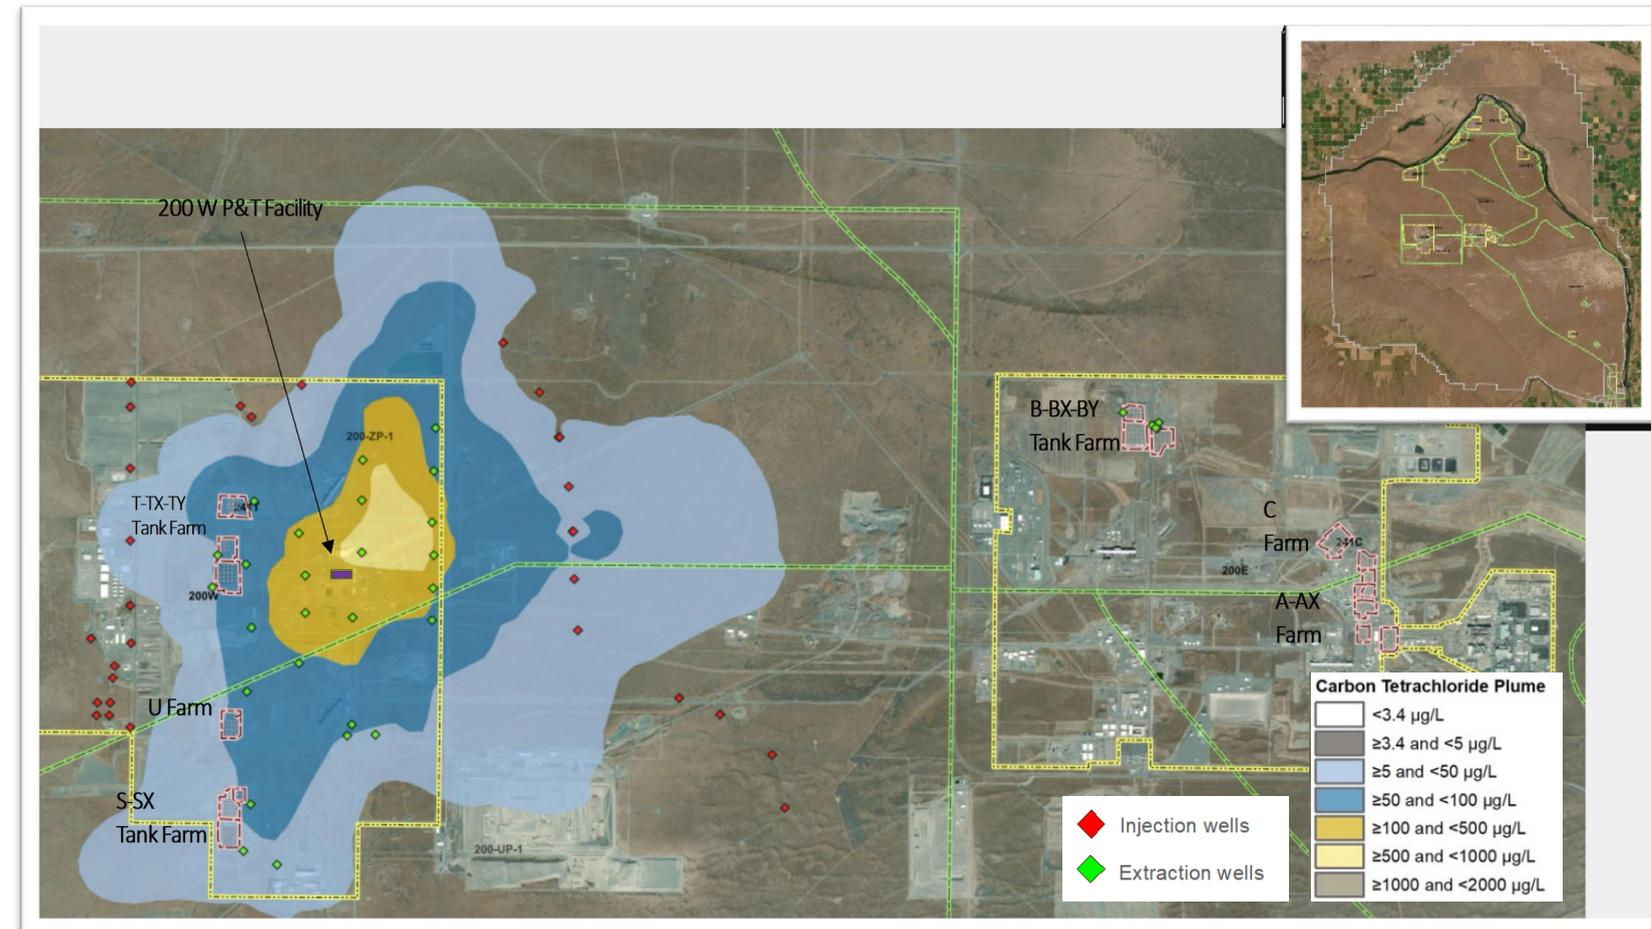 200 W P&T Facility
200-ZP-1
T-TX-TY
Tank Farm
241T
200W
U Farm
S-SX
Tank Farm
200-UP-1
B-BX-BY
Tank Farm
C
Farm
241C
200E
A-AX
Farm
Injection wells
Extraction wells
Carbon Tetrachloride Plume
<3.4 µg/L
≥3.4 and <5 µg/L
≥5 and <50 µg/L
≥50 and <100 µg/L
≥100 and <500 µg/L
≥500 and <1000 µg/L
≥1000 and <2000 µg/L